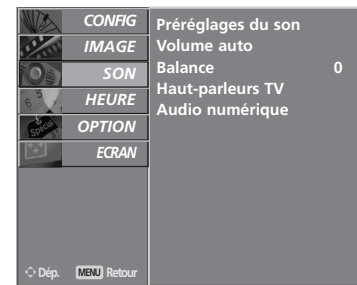 CONFIG
IMAGE
SON
HEURE
OPTION
ECRAN
Préréglages du son
Volume auto
Balance 0
Haut-parleurs TV
Audio numérique
Special
Dép. MENU Retour